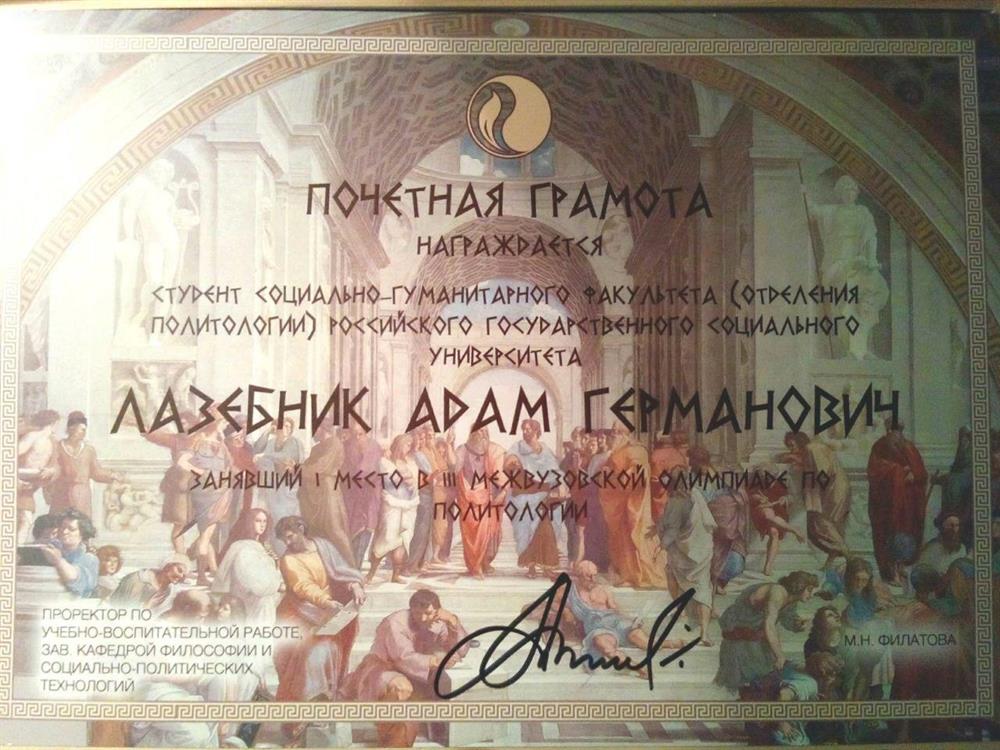 ПОЧЕТНАЯ ГРАМОТА
НАГРАЖДАЕТСЯ
СТУДЕНТ СОЦИАЛЬНО-ГУМАНИТАРНОГО ФАКУЛЬТЕТА (ОТДЕЛЕНИЯ
ПОЛИТОЛОГИИ) РОССИЙСКОГО ГОСУДАРСТВЕННОГО СОЦИАЛЬНОГО
УНИВЕРСИТЕТА
ЛАЗЕБНИК АДАМ ГЕРМАНОВИЧ
ЗАНЯВШИЙ I МЕСТО В III МЕЖВУЗОВСКОЙ ОЛИМПИАДЕ ПО
ПОЛИТОЛОГИИ
ПРОРЕКТОР ПО
УЧЕБНО-ВОСПИТАТЕЛЬНОЙ РАБОТЕ,
ЗАВ. КАФЕДРОЙ ФИЛОСОФИИ И
СОЦИАЛЬНО-ПОЛИТИЧЕСКИХ
ТЕХНОЛОГИЙ
М.Н. ФИЛАТОВА